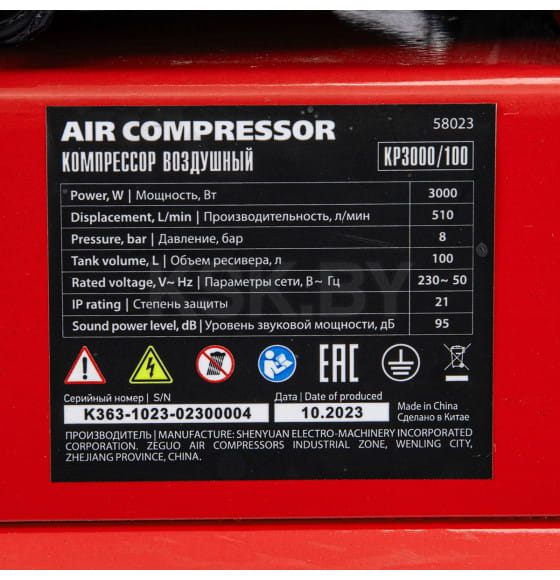 AIR COMPRESSOR 58023
КОМПРЕССОР ВОЗДУШНЫЙ KP3000/100
Power, W | Мощность, Вт 3000
Displacement, L/min | Производительность, л/мин 510
Pressure, bar | Давление, бар 8
Tank volume, L | Объем ресивера, л 100
Rated voltage, V~ Hz | Параметры сети, В~ Гц 230~ 50
IP rating | Степень защиты 21
Sound power level, dB | Уровень звуковой мощности, дБ 95
EAC
Серийный номер | S/N Дата | Date of produced
K363-1023-02300004 10.2023
Made in China
Сделано в Китае
ПРОИЗВОДИТЕЛЬ | MANUFACTURE: SHENYUAN ELECTRO-MACHINERY INCORPORATED
CORPORATION. ZEGUO AIR COMPRESSORS INDUSTRIAL ZONE, WENLING CITY,
ZHEJIANG PROVINCE, CHINA.